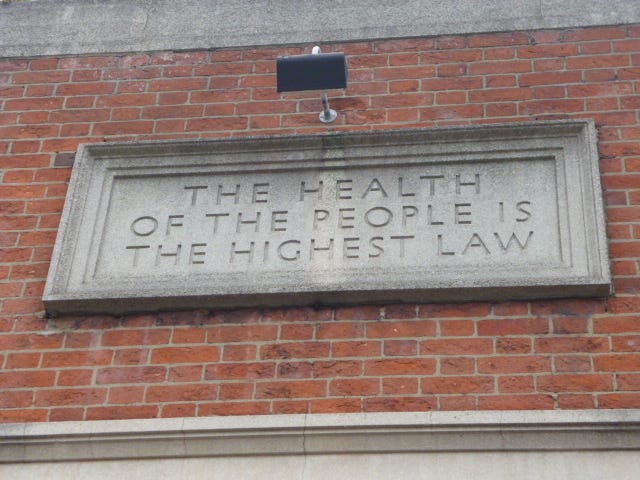 THE HEALTH
OF THE PEOPLE IS
THE HIGHEST LAW